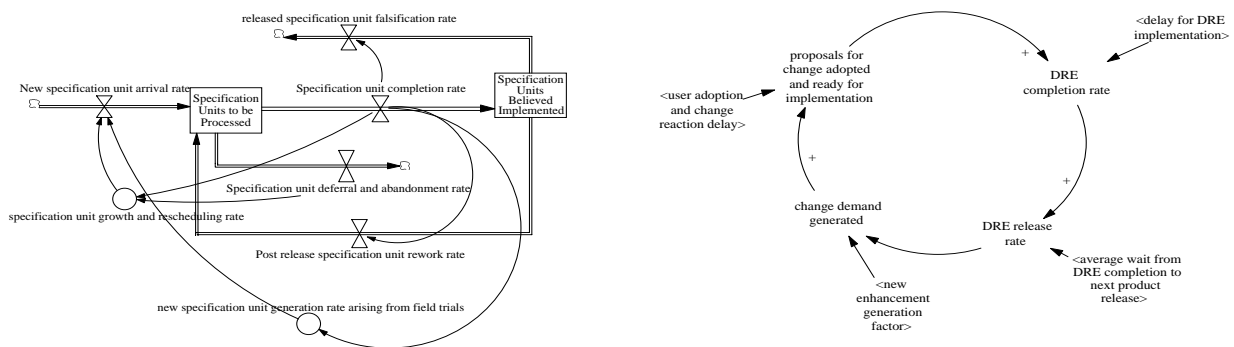 released specification unit falsification rate
New specification unit arrival rate
Specification
Units to be
Processed
Specification unit completion rate
Specification
Units
Believed
Implemented
Specification unit deferral and abandonment rate
specification unit growth and rescheduling rate
Post release specification unit rework rate
new specification unit generation rate arising from field trials
<delay for DRE
implementation>
proposals for
change adopted
and ready for
implementation
+
DRE
completion rate
<user adoption
and change
reaction delay>
+
+
change demand
generated
DRE release
rate
<new
enhancement
generation
factor>
<average wait from
DRE completion to
next product
release>